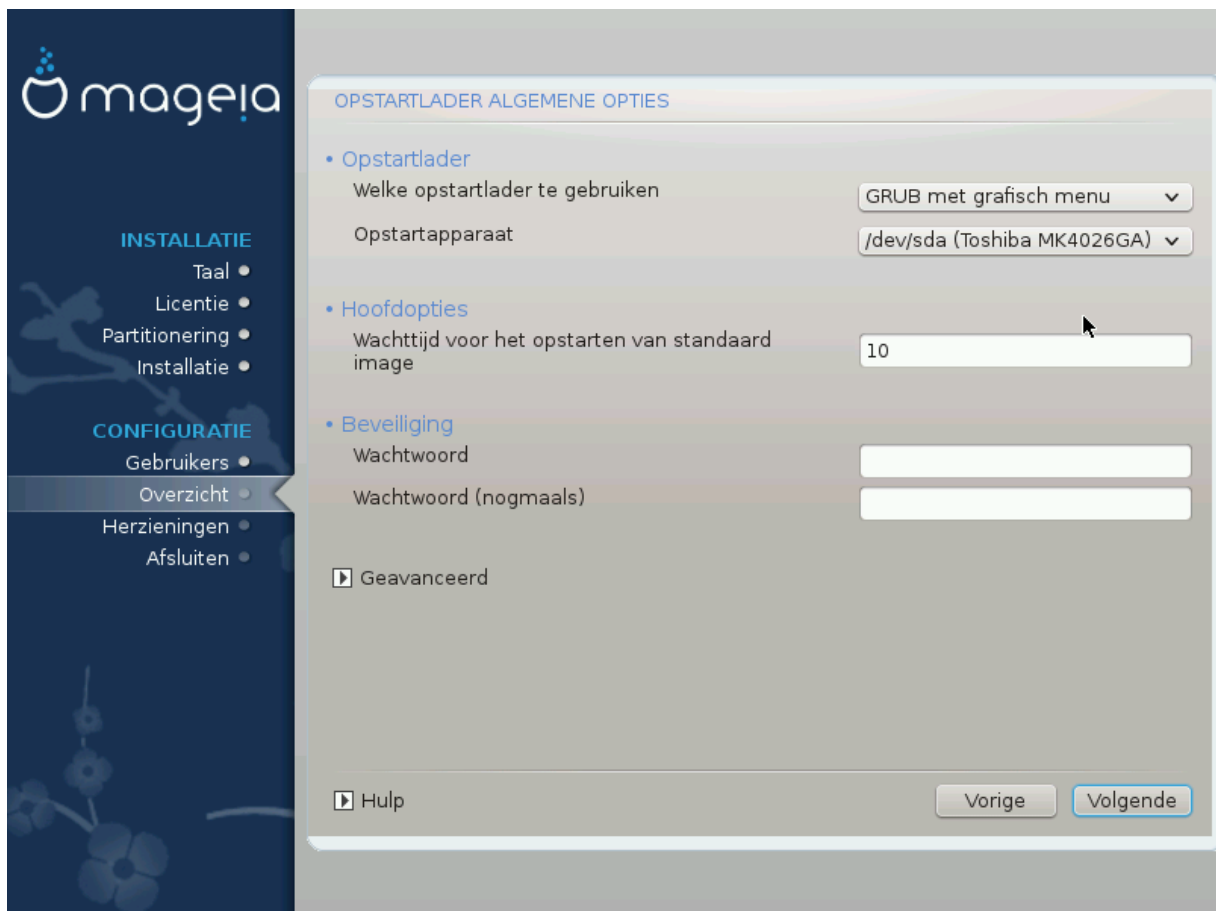 mageia
INSTALLATIE
Taal
Licentie
Partitionering
Installatie
CONFIGURATIE
Gebruikers
Overzicht
Herzieningen
Afsluiten
OPSTARTLADER ALGEMENE OPTIES
• Opstartlader
Welke opstartlader te gebruiken
GRUB met grafisch menu
Opstartapparaat
/dev/sda (Toshiba MK4026GA)
• Hoofdopties
Wachttijd voor het opstarten van standaard
image
10
• Beveiliging
Wachtwoord
Wachtwoord (nogmaals)
Geavanceerd
Hulp
Vorige
Volgende